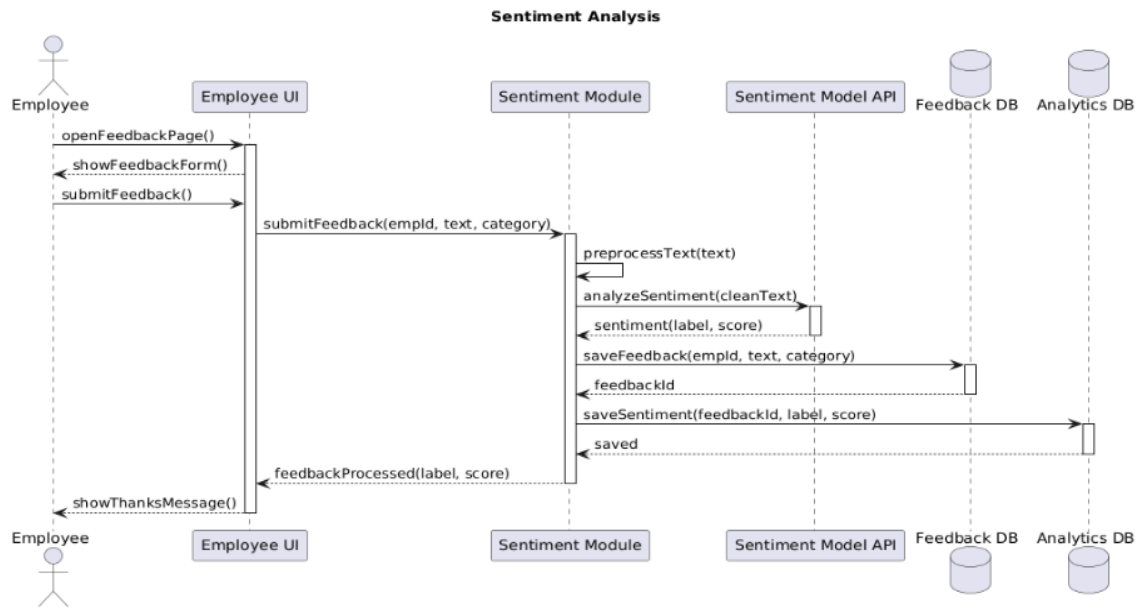 Sentiment Analysis
Employee
Employee UI
Sentiment Module
Sentiment Model API
Feedback DB
Analytics DB
openFeedbackPage()
showFeedbackForm()
submitFeedback()
submitFeedback(empId, text, category)
preprocessText(text)
analyzeSentiment(cleanText)
sentiment(label, score)
saveFeedback(empId, text, category)
feedbackId
saveSentiment(feedbackId, label, score)
saved
feedbackProcessed(label, score)
showThanksMessage()
Employee
Employee UI
Sentiment Module
Sentiment Model API
Feedback DB
Analytics DB